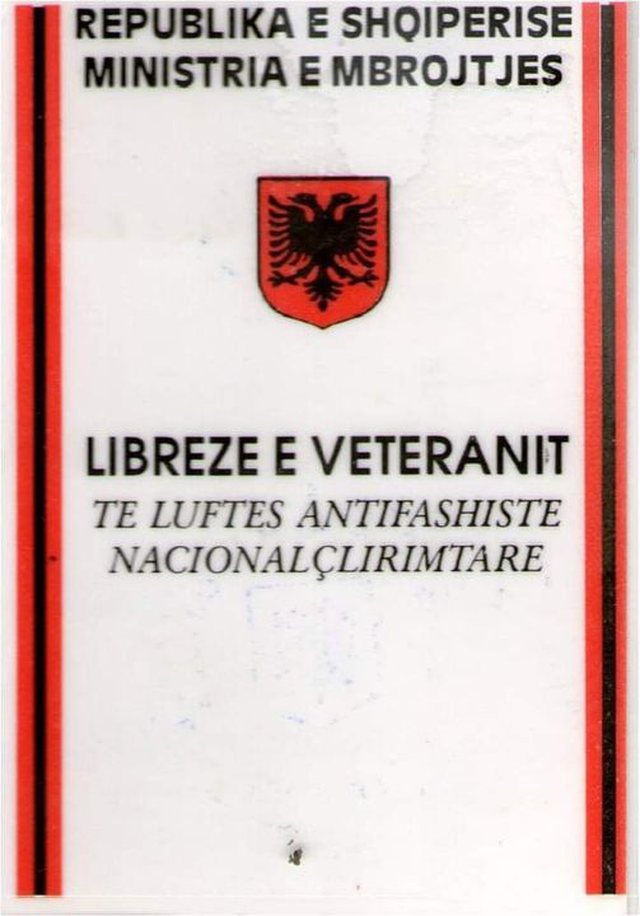 REPUBLIKA E SHQIPERISE
MINISTRIA E MBROJTJES
LIBREZE E VETERANIT
TE LUFTES ANTIFASHISTE
NACIONALÇLIRIMTARE